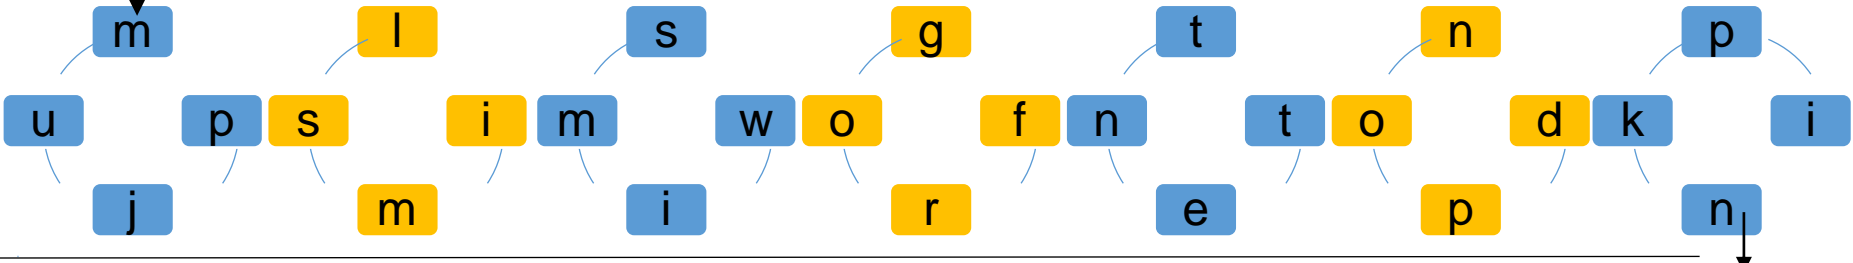 m l s g t n p
u p s i m w o f n t o d k i
j m i r e p n